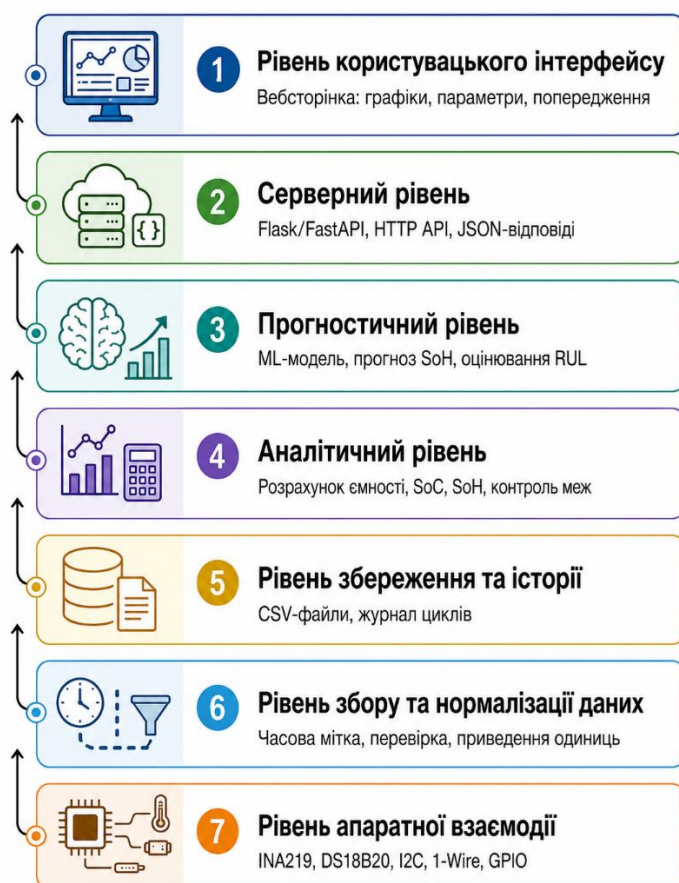 1
Рівень користувацького інтерфейсу
Вебсторінка: графіки, параметри, попередження
2
Серверний рівень
Flask/FastAPI, HTTP API, JSON-відповіді
{}
3
Прогностичний рівень
ML-модель, прогноз SoH, оцінювання RUL
4
Аналітичний рівень
Розрахунок ємності, SoC, SoH, контроль меж
5
Рівень збереження та історії
CSV-файли, журнал циклів
6
Рівень збору та нормалізації даних
Часова мітка, перевірка, приведення одиниць
7
Рівень апаратної взаємодії
INA219, DS18B20, I2C, 1-Wire, GPIO